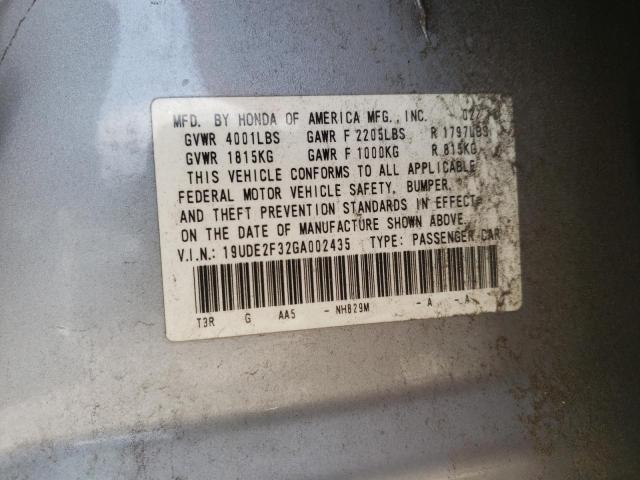 MFD. BY HONDA OF AMERICA MFG., INC. 02/
GVWR 4001LBS GAWR F 2205LBS R 1797LBS
GVWR 1815KG GAWR F 1000KG R 815KG
THIS VEHICLE CONFORMS TO ALL APPLICABLE
FEDERAL MOTOR VEHICLE SAFETY, BUMPER,
AND THEFT PREVENTION STANDARDS IN EFFECT
ON THE DATE OF MANUFACTURE SHOWN ABOVE.
V.I.N.: 19UDE2F32GA002435 TYPE: PASSENGER CAR
T3R G AA5 - NH829M - A - A